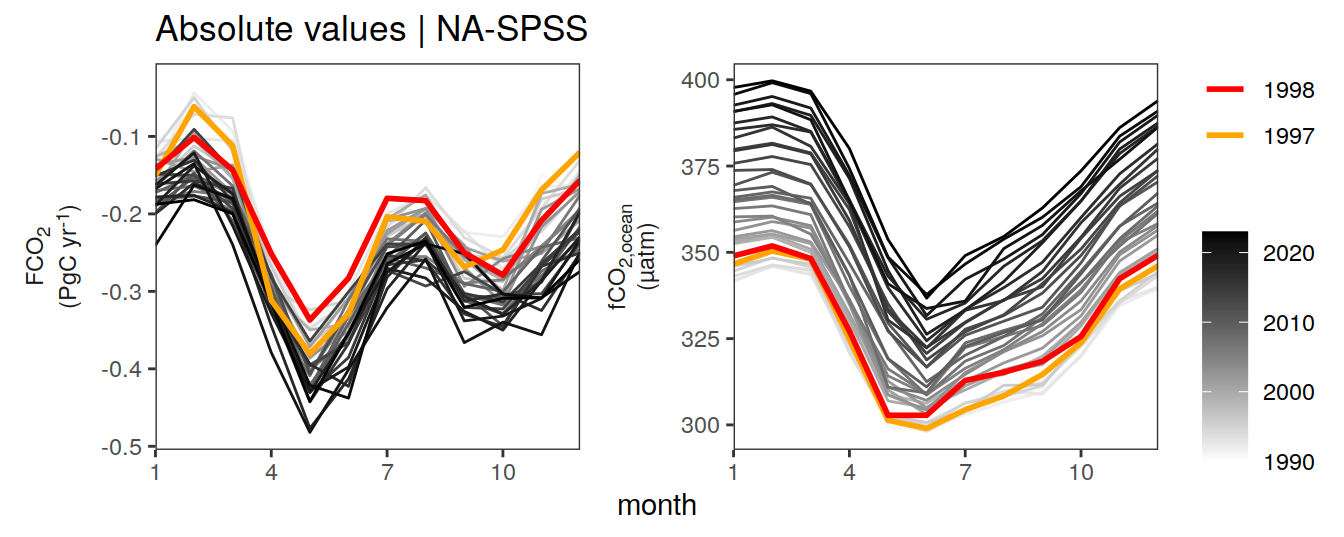 Absolute values | NA-SPSS
FCO₂
(PgC yr⁻¹)
-0.1
-0.2
-0.3
-0.4
-0.5
1 4 7 10
fCO₂,ocean
(µatm)
400
375
350
325
300
1 4 7 10
month
1998
1997
2020
2010
2000
1990